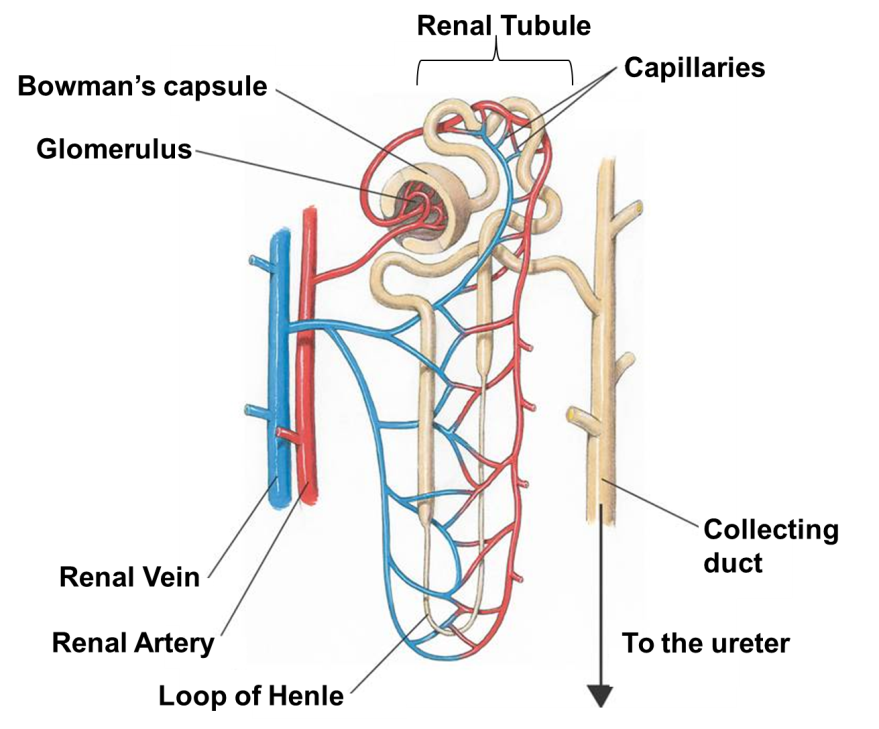 Renal Tubule
Capillaries
Bowman's capsule
Glomerulus
Collecting
duct
Renal Vein
Renal Artery
To the ureter
Loop of Henle